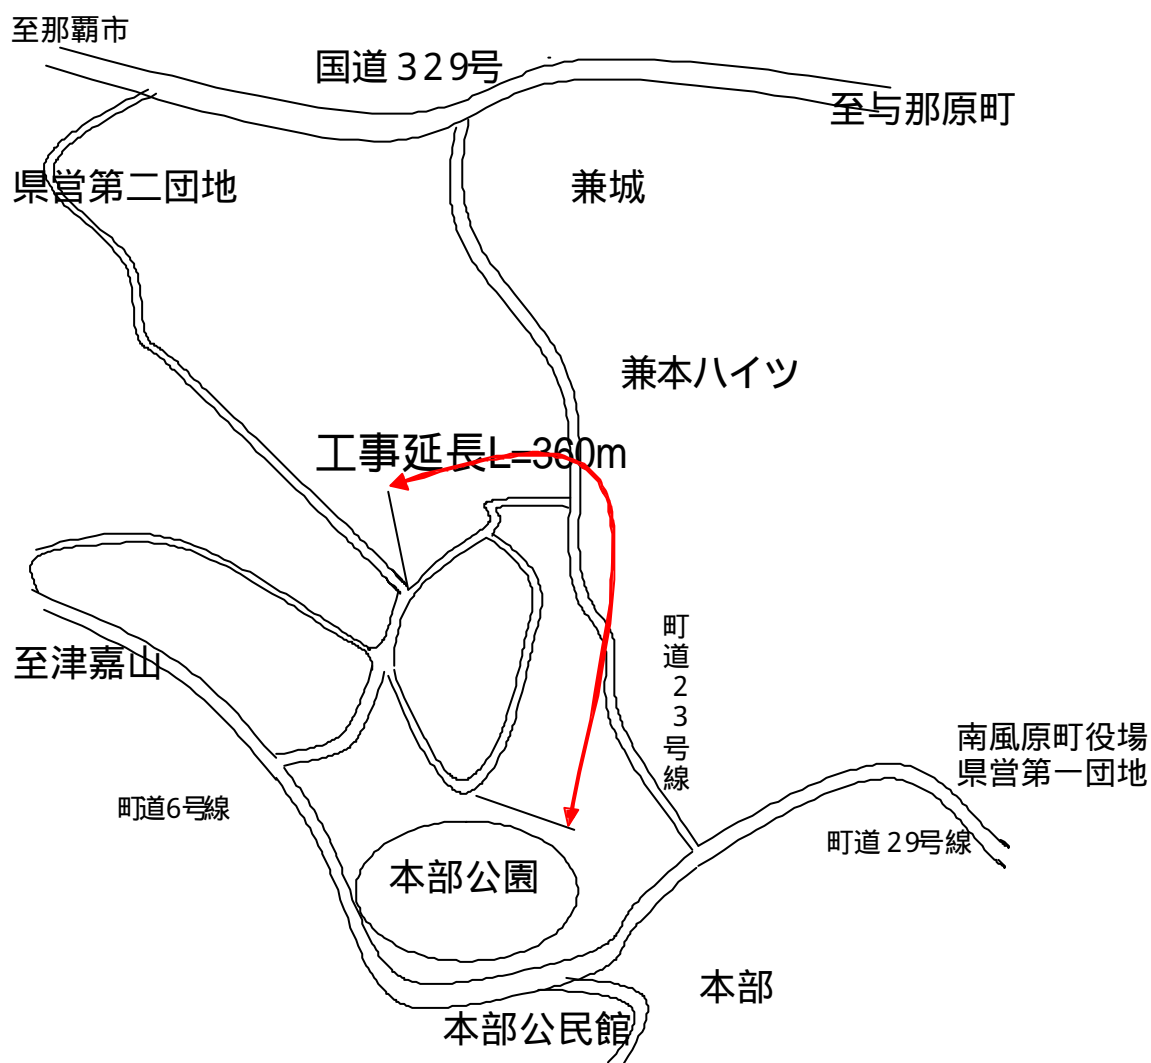 至那覇市
国道329号
至与那原町
県営第二団地
兼城
兼本ハイツ
工事延長L=360m
町道23号線
至津嘉山
南風原町役場
県営第一団地
町道6号線
町道29号線
本部公園
本部
本部公民館